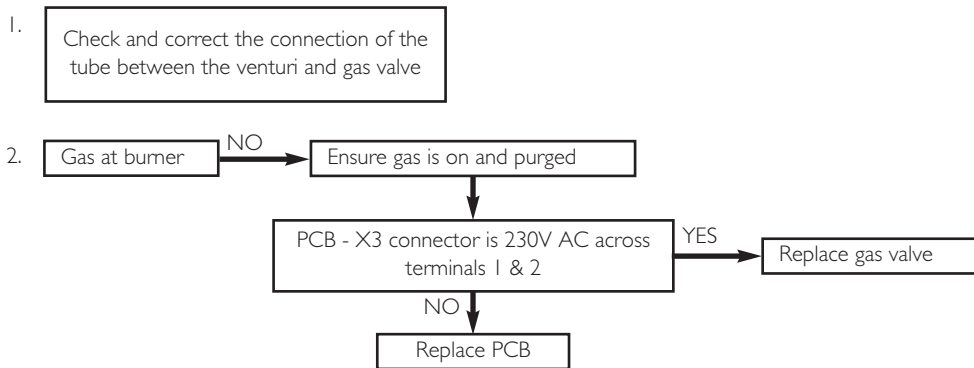 1.
Check and correct the connection of the
tube between the venturi and gas valve
2.
Gas at burner
NO
Ensure gas is on and purged
PCB - X3 connector is 230V AC across
terminals 1 & 2
YES
Replace gas valve
NO
Replace PCB